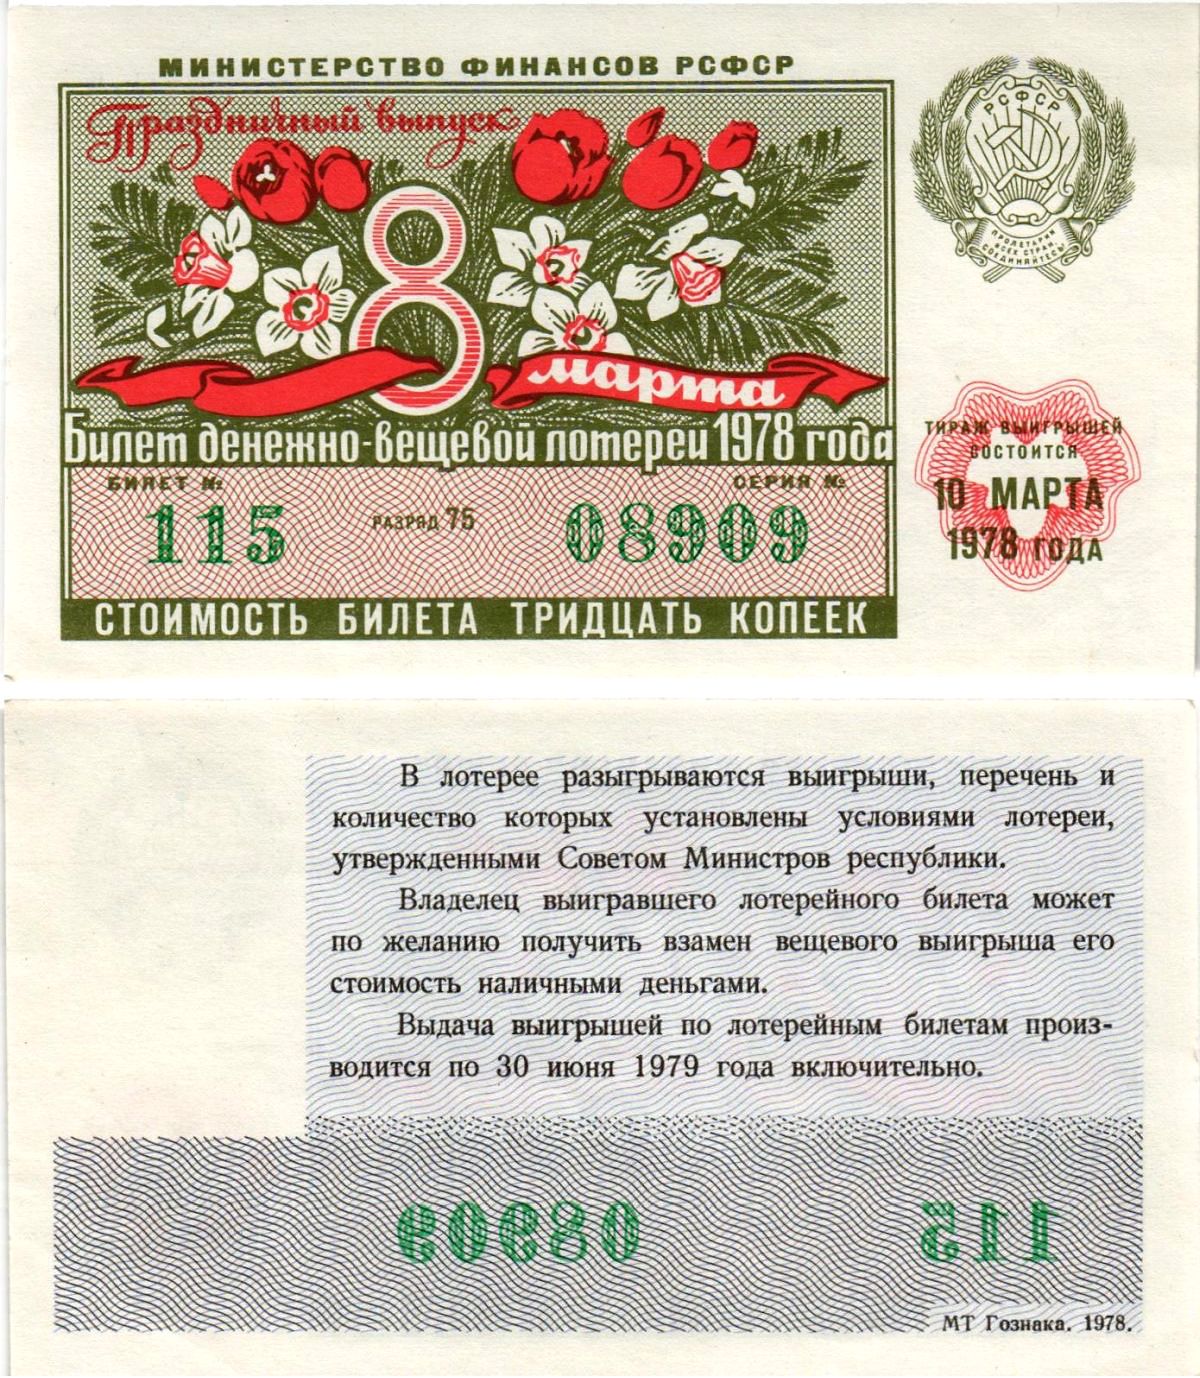 МИНИСТЕРСТВО ФИНАНСОВ РСФСР
Праздничный выпуск
8
марта
Билет денежно-вещевой лотереи 1978 года
БИЛЕТ №
115
РАЗРЯД 75
СЕРИЯ №
08909
СТОИМОСТЬ БИЛЕТА ТРИДЦАТЬ КОПЕЕК
РСФСР
ПРОЛЕТАРИИ
ВСЕХ СТРАН
СОЕДИНЯЙТЕСЬ!
ТИРАЖ ВЫИГРЫШЕЙ
СОСТОИТСЯ
10 МАРТА
1978 ГОДА
В лотерее разыгрываются выигрыши, перечень и
количество которых установлены условиями лотереи,
утвержденными Советом Министров республики.
Владелец выигравшего лотерейного билета может
по желанию получить взамен вещевого выигрыша его
стоимость наличными деньгами.
Выдача выигрышей по лотерейным билетам произ-
водится по 30 июня 1979 года включительно.
08909
115
МТ Гознака. 1978.